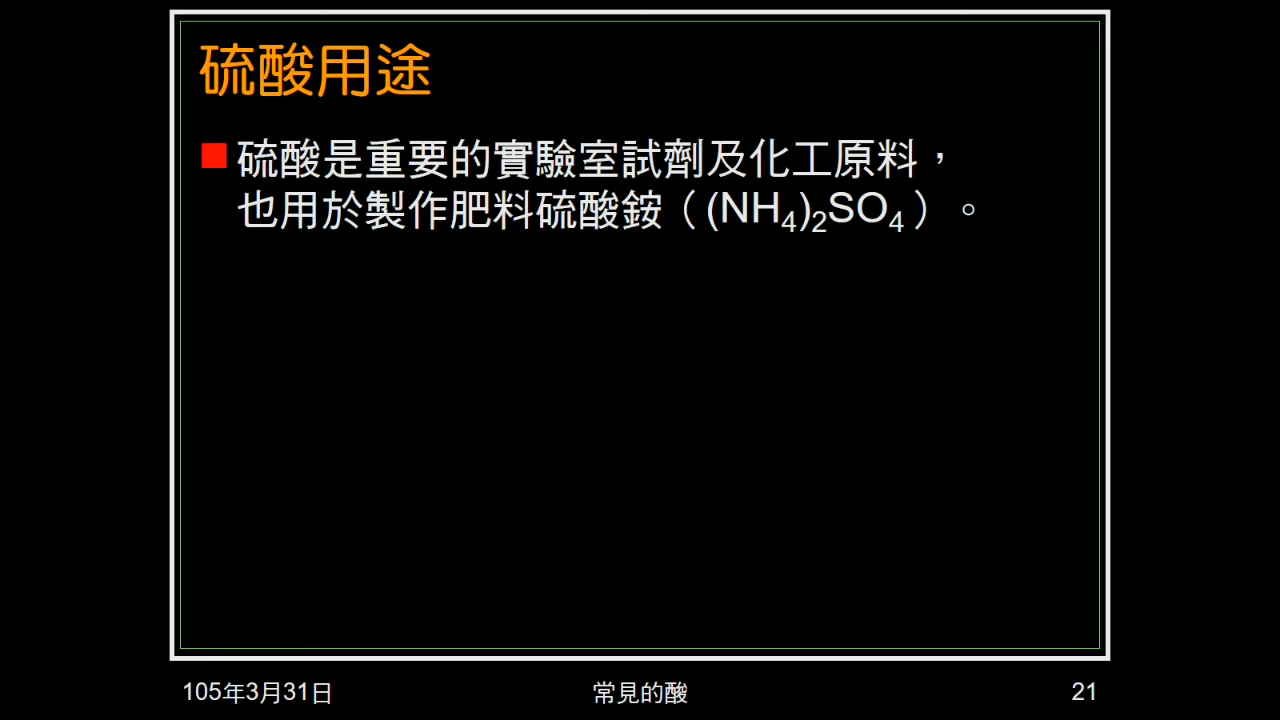 硫酸用途
硫酸是重要的實驗室試劑及化工原料，
也用於製作肥料硫酸銨（(NH₄)₂SO₄）。
105年3月31日
常見的酸
21